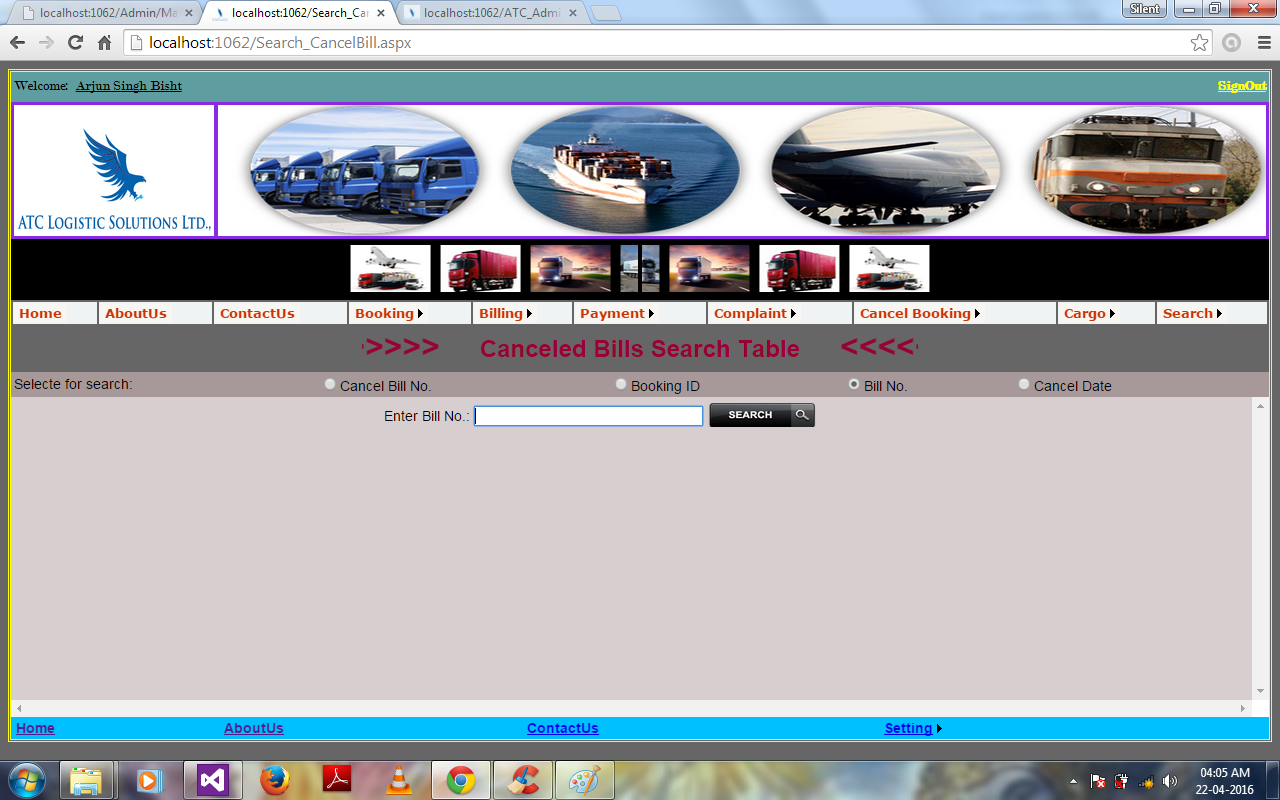 localhost:1062/Admin/Ma
localhost:1062/Search_Ca
localhost:1062/ATC_Admi
Silent
localhost:1062/Search_CancelBill.aspx
Welcome: Arjun Singh Bisht
SignOut
ATC LOGISTIC SOLUTIONS LTD.,
Home AboutUs ContactUs Booking Billing Payment Complaint Cancel Booking Cargo Search
>>>> Canceled Bills Search Table <<<<
Selecte for search: Cancel Bill No. Booking ID Bill No. Cancel Date
Enter Bill No.: SEARCH
Home AboutUs ContactUs Setting
04:05 AM
22-04-2016